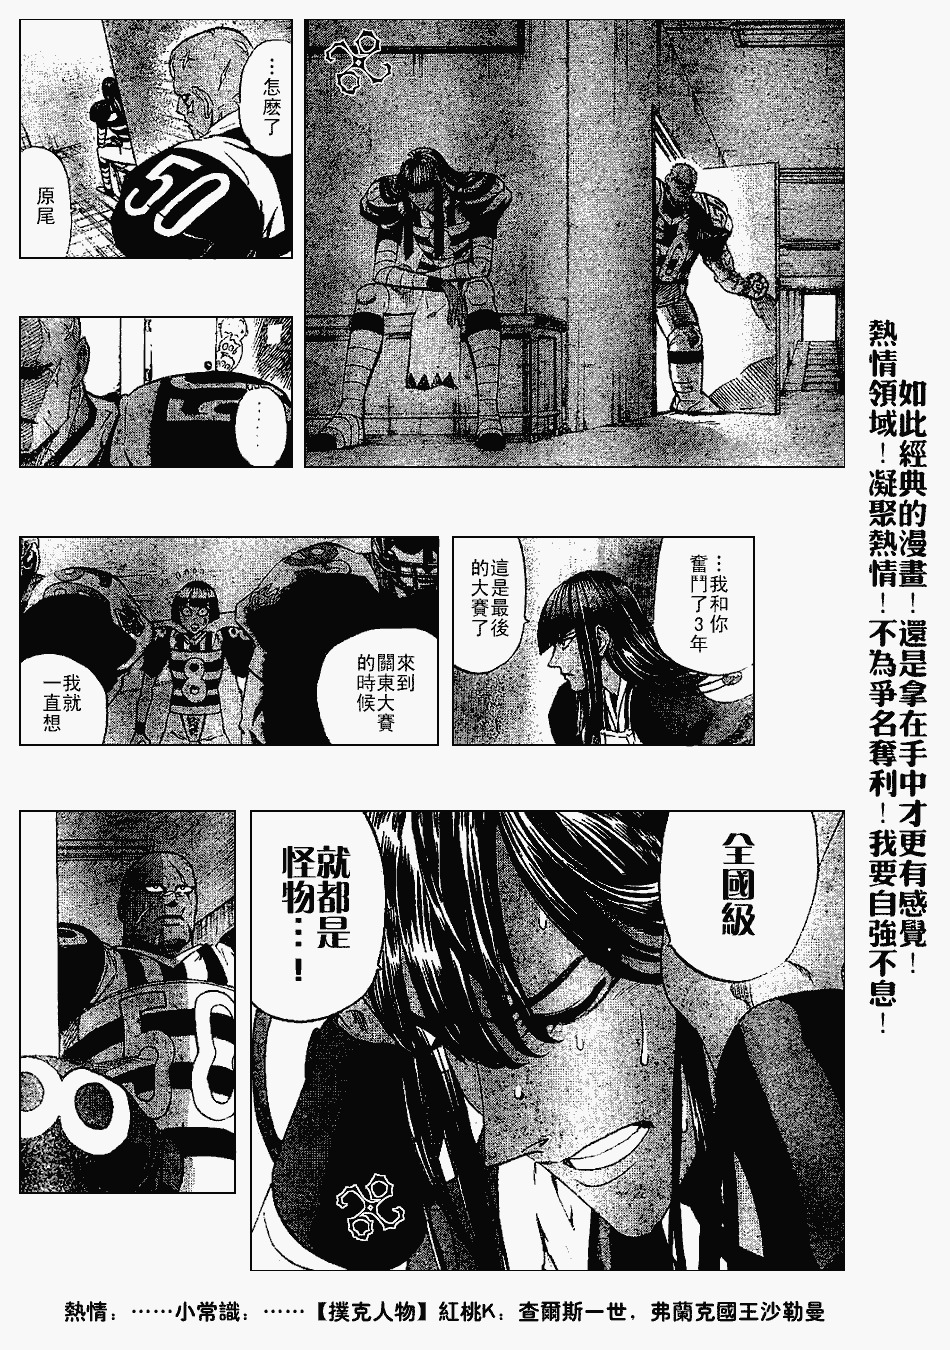 …怎麼了
原尾
……
…我和你
奮鬥了3年
這是最後
的大賽了
來到
關東大賽
的時候
我就
一直想
全國級
就都是
怪物…！
如此經典的漫畫！還是拿在手中才更有感覺！
熱情領域！凝聚熱情！不為爭名奪利！我要自強不息！
熱情：……小常識：……【撲克人物】紅桃K：查爾斯一世，弗蘭克國王沙勒曼